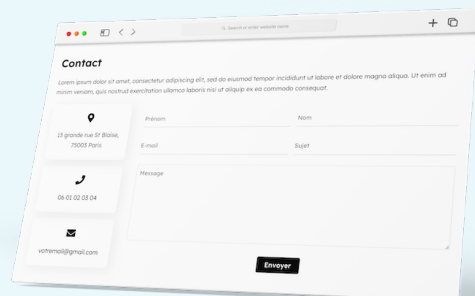 Search or enter website name
Contact
Lorem ipsum dolor sit amet, consectetur adipiscing elit, sed do eiusmod tempor incididunt ut labore et dolore magna aliqua. Ut enim ad
minim veniam, quis nostrud exercitation ullamco laboris nisi ut aliquip ex ea commodo consequat.
13 grande rue St Blaise,
75003 Paris
Prénom
Nom
E-mail
Sujet
06 01 02 03 04
Message
votremail@gmail.com
Envoyer